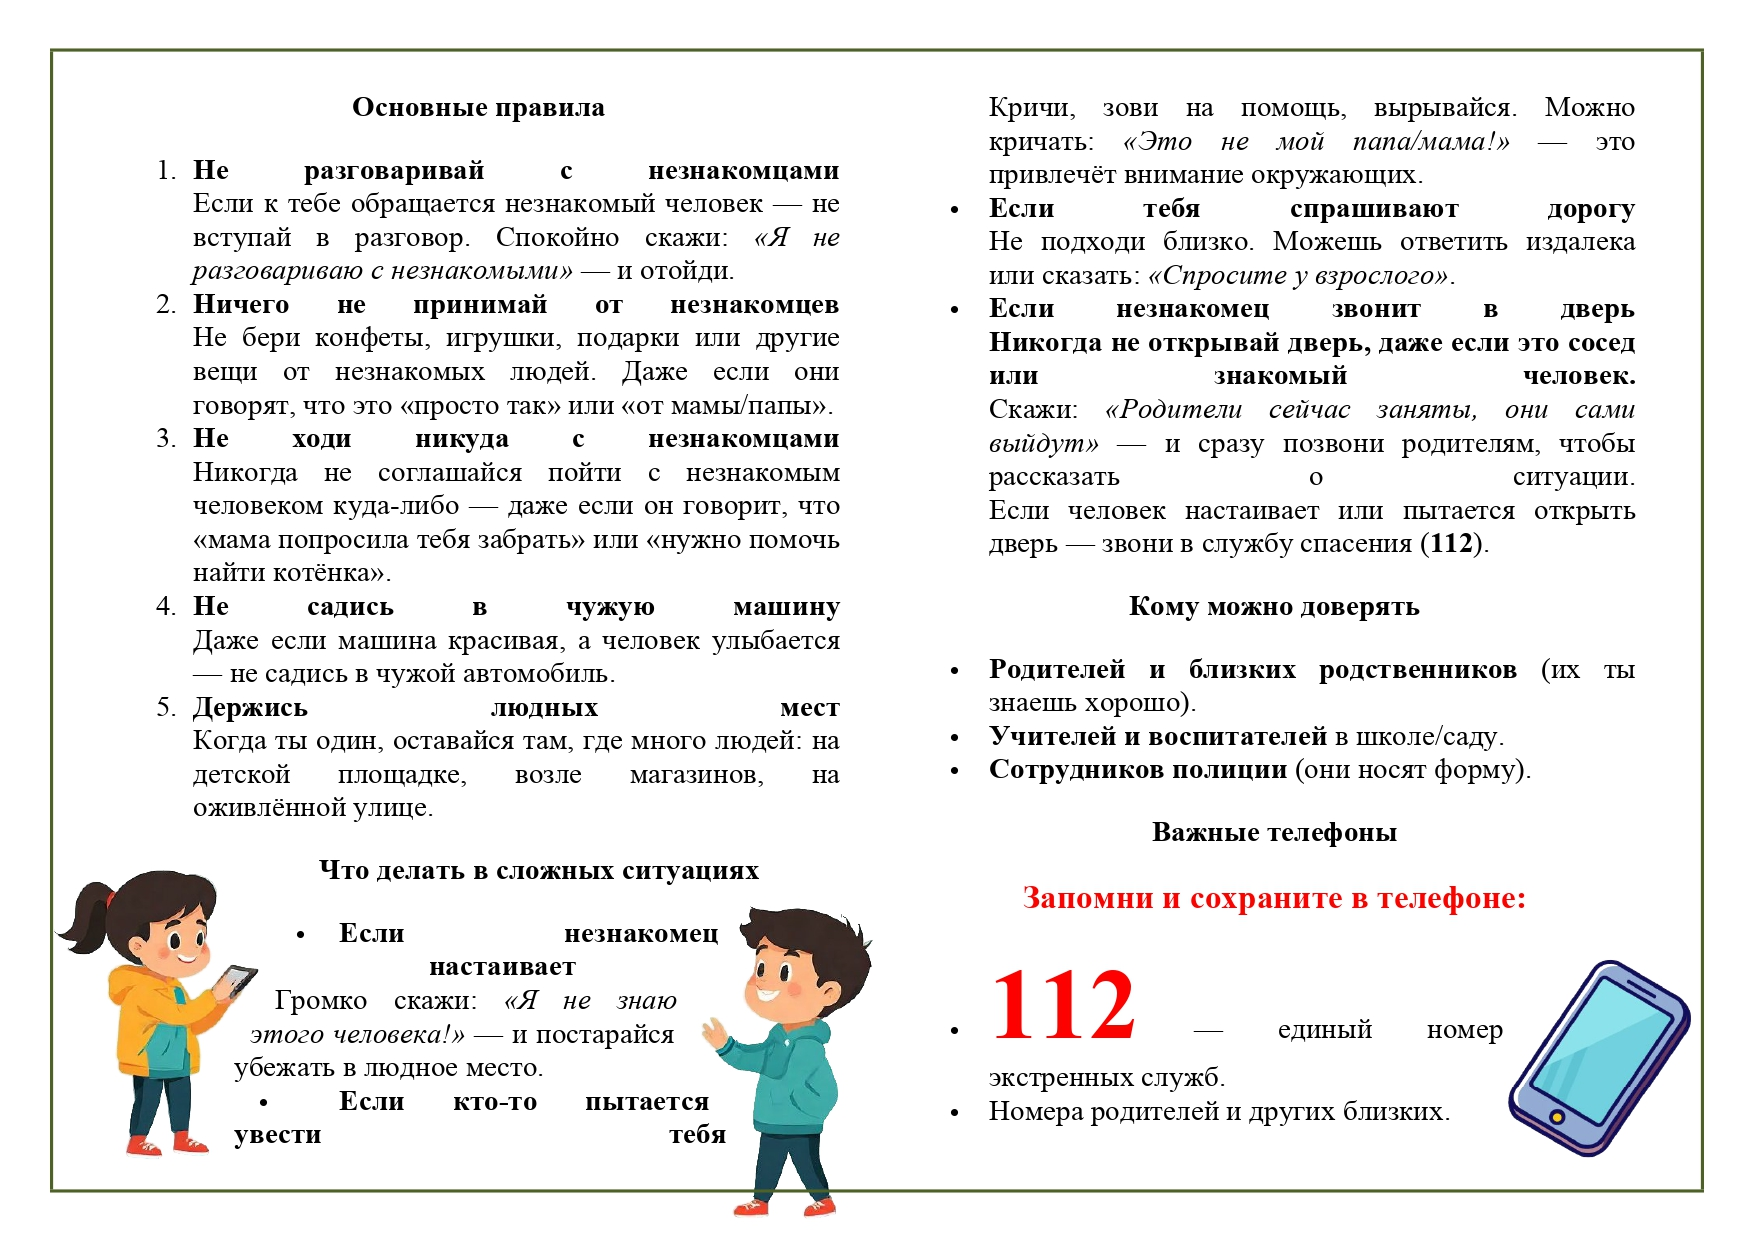 Основные правила
1. Не разговаривай с незнакомцами
Если к тебе обращается незнакомый человек — не
вступай в разговор. Спокойно скажи: «Я не
разговариваю с незнакомыми» — и отойди.
2. Ничего не принимай от незнакомцев
Не бери конфеты, игрушки, подарки или другие
вещи от незнакомых людей. Даже если они
говорят, что это «просто так» или «от мамы/папы».
3. Не ходи никуда с незнакомцами
Никогда не соглашайся пойти с незнакомым
человеком куда-либо — даже если он говорит, что
«мама попросила тебя забрать» или «нужно помочь
найти котёнка».
4. Не садись в чужую машину
Даже если машина красивая, а человек улыбается
— не садись в чужой автомобиль.
5. Держись людных мест
Когда ты один, оставайся там, где много людей: на
детской площадке, возле магазинов, на
оживлённой улице.
Что делать в сложных ситуациях
• Если незнакомец
настаивает
Громко скажи: «Я не знаю
этого человека!» — и постарайся
убежать в людное место.
• Если кто-то пытается
увести тебя
Кричи, зови на помощь, вырывайся. Можно
кричать: «Это не мой папа/мама!» — это
привлечёт внимание окружающих.
• Если тебя спрашивают дорогу
Не подходи близко. Можешь ответить издалека
или сказать: «Спросите у взрослого».
• Если незнакомец звонит в дверь
Никогда не открывай дверь, даже если это сосед
или знакомый человек.
Скажи: «Родители сейчас заняты, они сами
выйдут» — и сразу позвони родителям, чтобы
рассказать о ситуации.
Если человек настаивает или пытается открыть
дверь — звони в службу спасения (112).
Кому можно доверять
• Родителей и близких родственников (их ты
знаешь хорошо).
• Учителей и воспитателей в школе/саду.
• Сотрудников полиции (они носят форму).
Важные телефоны
Запомни и сохраните в телефоне:
• 112 — единый номер
экстренных служб.
• Номера родителей и других близких.